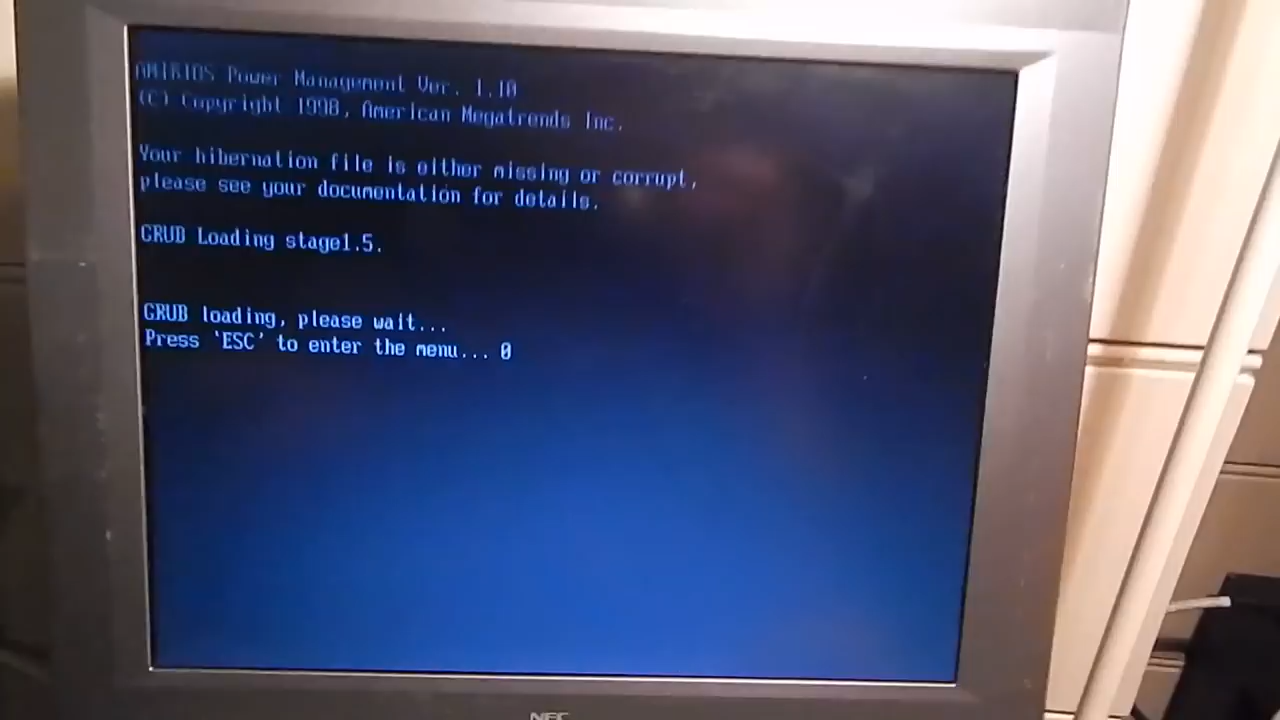 AMIBIOS Power Management Ver. 1.10
(C) Copyright 1998, American Megatrends Inc.
Your hibernation file is either missing or corrupt,
please see your documentation for details.
GRUB Loading stage1.5.
GRUB loading, please wait...
Press `ESC' to enter the menu... 0
NEC